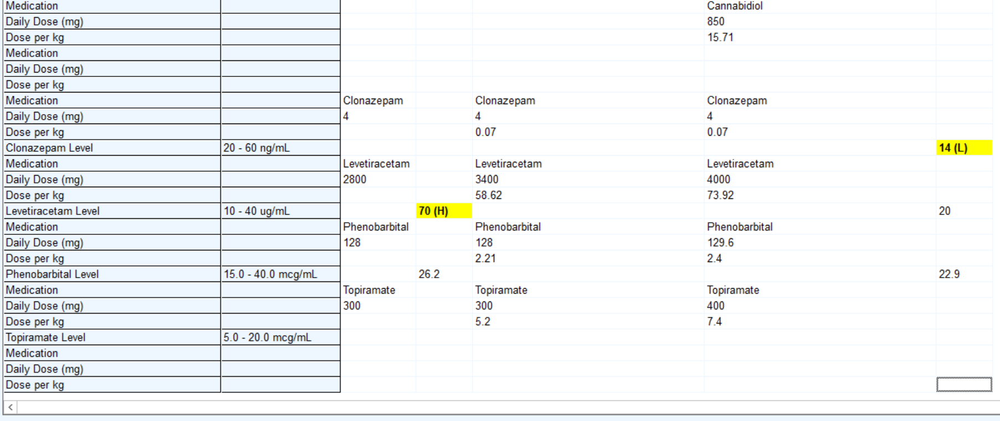 Medication Cannabidiol
Daily Dose (mg) 850
Dose per kg 15.71
Medication
Daily Dose (mg)
Dose per kg
Medication Clonazepam Clonazepam Clonazepam
Daily Dose (mg) 4 4 4
Dose per kg 0.07 0.07
Clonazepam Level 20 - 60 ng/mL 14 (L)
Medication Levetiracetam Levetiracetam Levetiracetam
Daily Dose (mg) 2800 3400 4000
Dose per kg 58.62 73.92
Levetiracetam Level 10 - 40 ug/mL 70 (H) 20
Medication Phenobarbital Phenobarbital Phenobarbital
Daily Dose (mg) 128 128 129.6
Dose per kg 2.21 2.4
Phenobarbital Level 15.0 - 40.0 mcg/mL 26.2 22.9
Medication Topiramate Topiramate Topiramate
Daily Dose (mg) 300 300 400
Dose per kg 5.2 7.4
Topiramate Level 5.0 - 20.0 mcg/mL
Medication
Daily Dose (mg)
Dose per kg